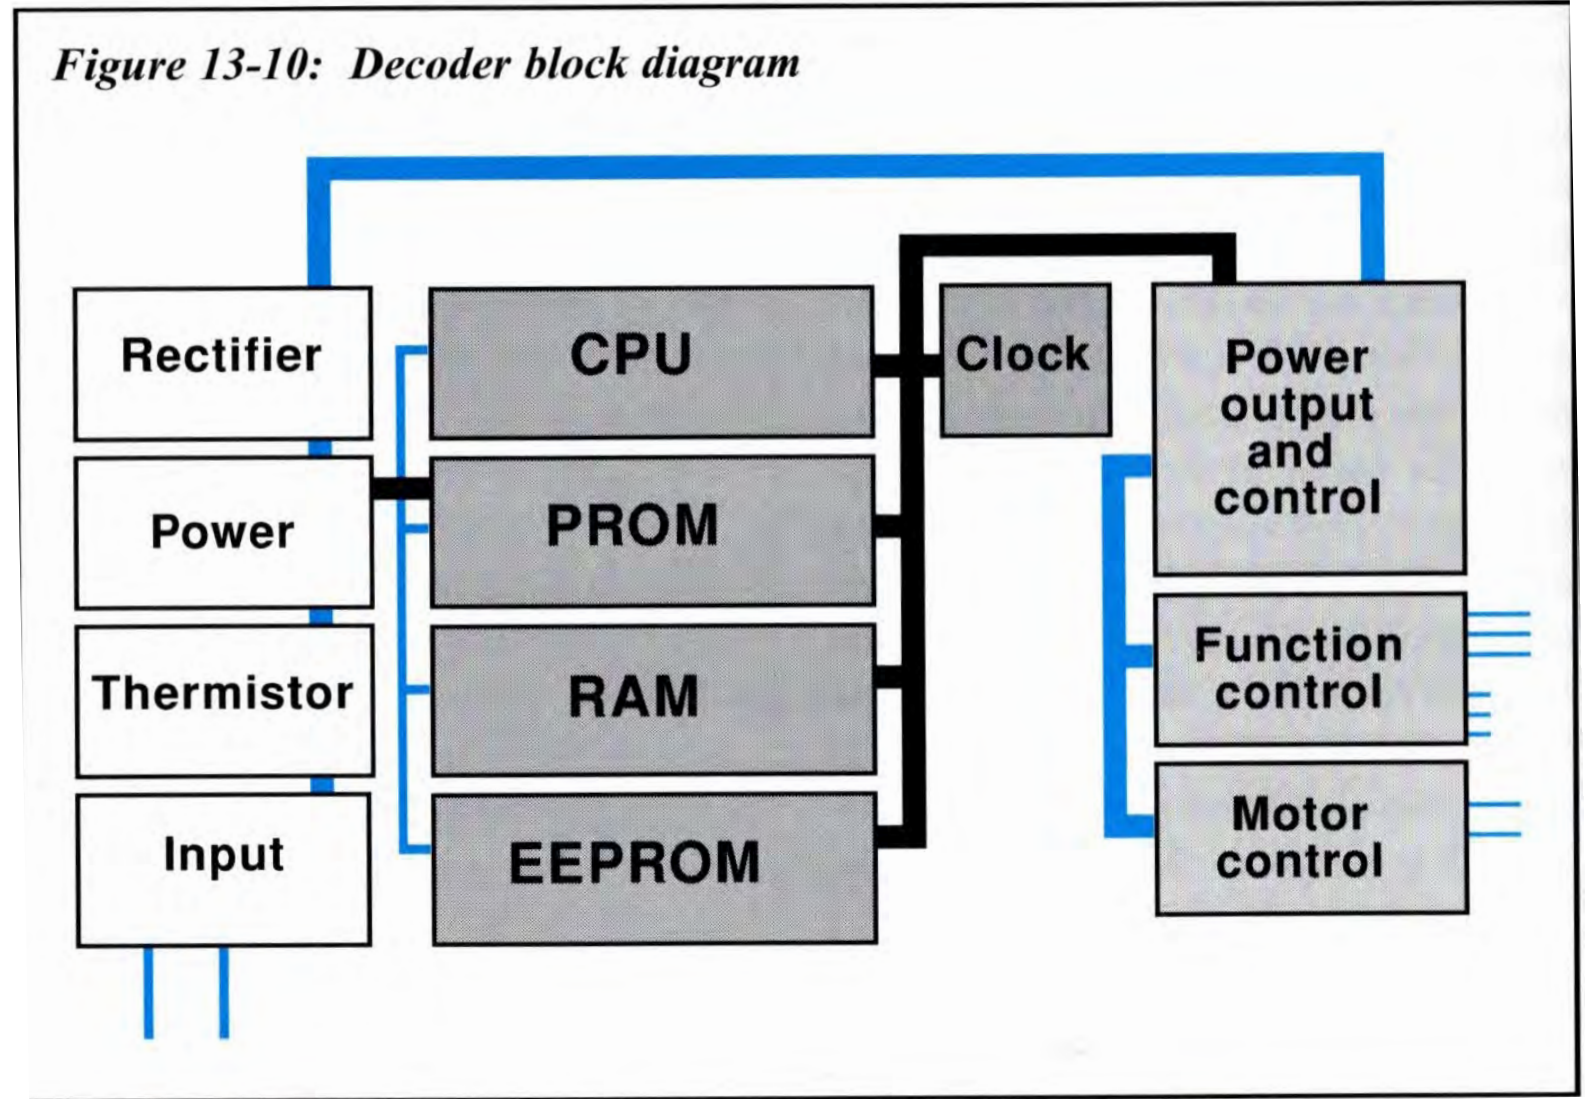 Figure 13-10: Decoder block diagram
Rectifier
Power
Thermistor
Input
CPU
PROM
RAM
EEPROM
Clock
Power
output
and
control
Function
control
Motor
control